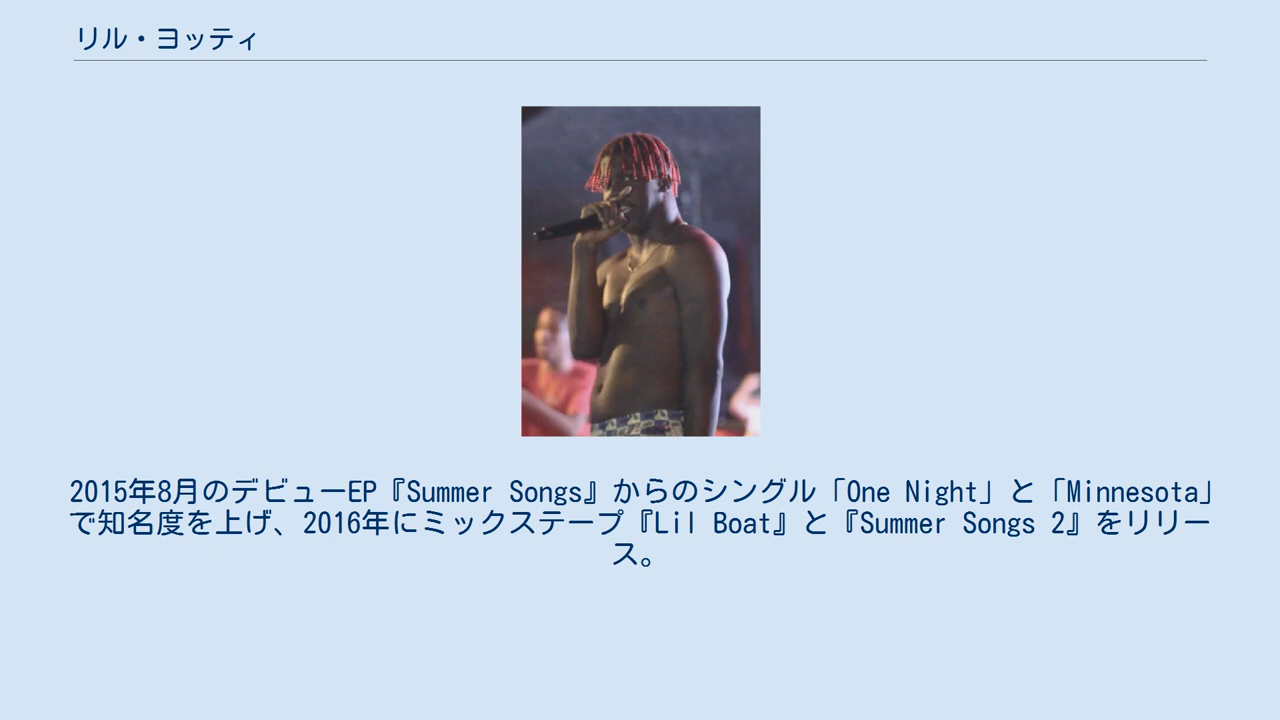 リル・ヨッティ
2015年8月のデビューEP『Summer Songs』からのシングル「One Night」と「Minnesota」
で知名度を上げ、2016年にミックステープ『Lil Boat』と『Summer Songs 2』をリリー
ス。